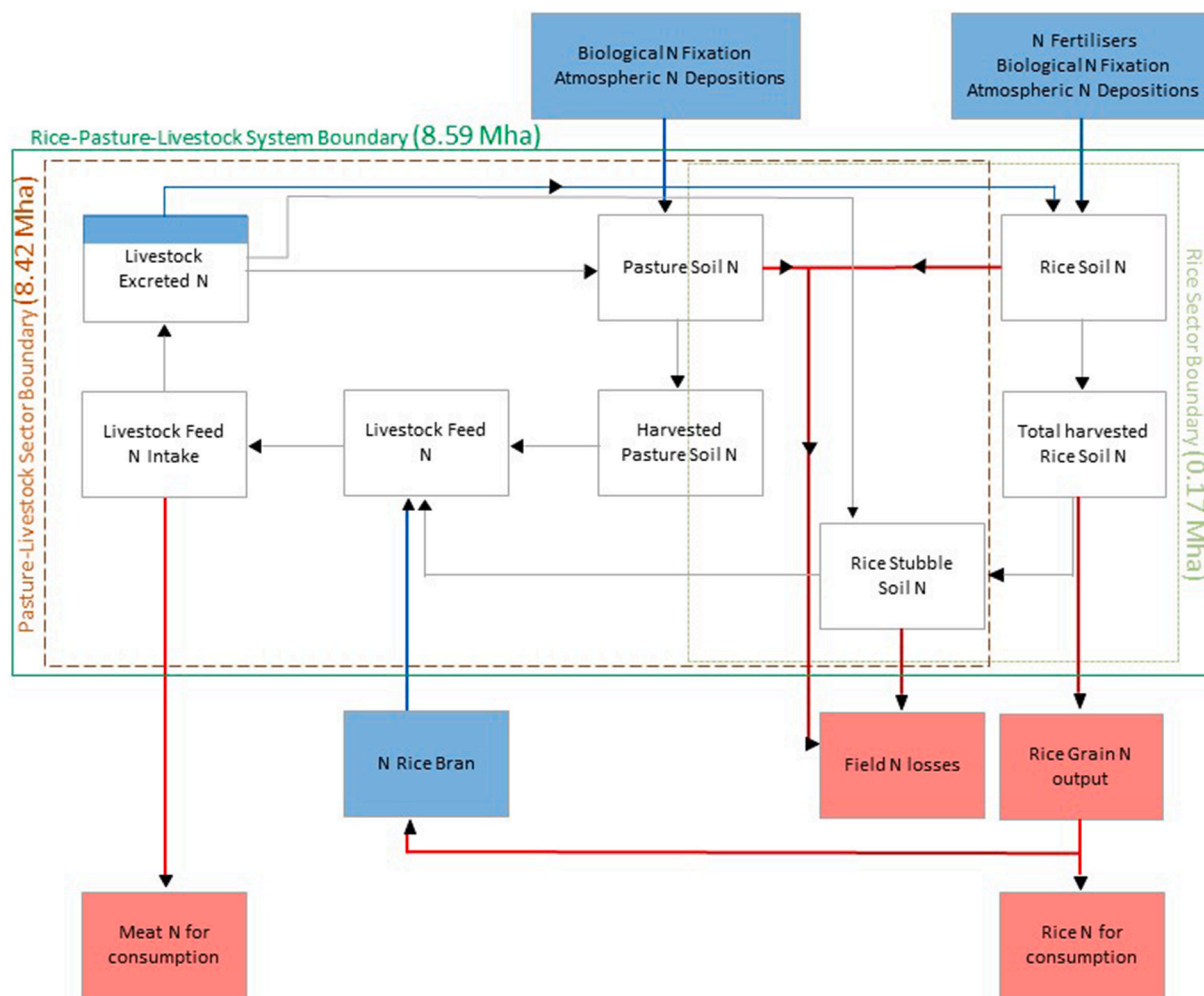 Biological N Fixation
Atmospheric N Depositions
N Fertilisers
Biological N Fixation
Atmospheric N Depositions
Rice-Pasture-Livestock System Boundary (8.59 Mha)
Pasture-Livestock Sector Boundary (8.42 Mha)
Rice Sector Boundary (0.17 Mha)
Livestock
Excreted N
Pasture Soil N
Rice Soil N
Livestock Feed
N Intake
Livestock Feed
N
Harvested
Pasture Soil N
Total harvested
Rice Soil N
Rice Stubble
Soil N
N Rice Bran
Field N losses
Rice Grain N
output
Meat N for
consumption
Rice N for
consumption